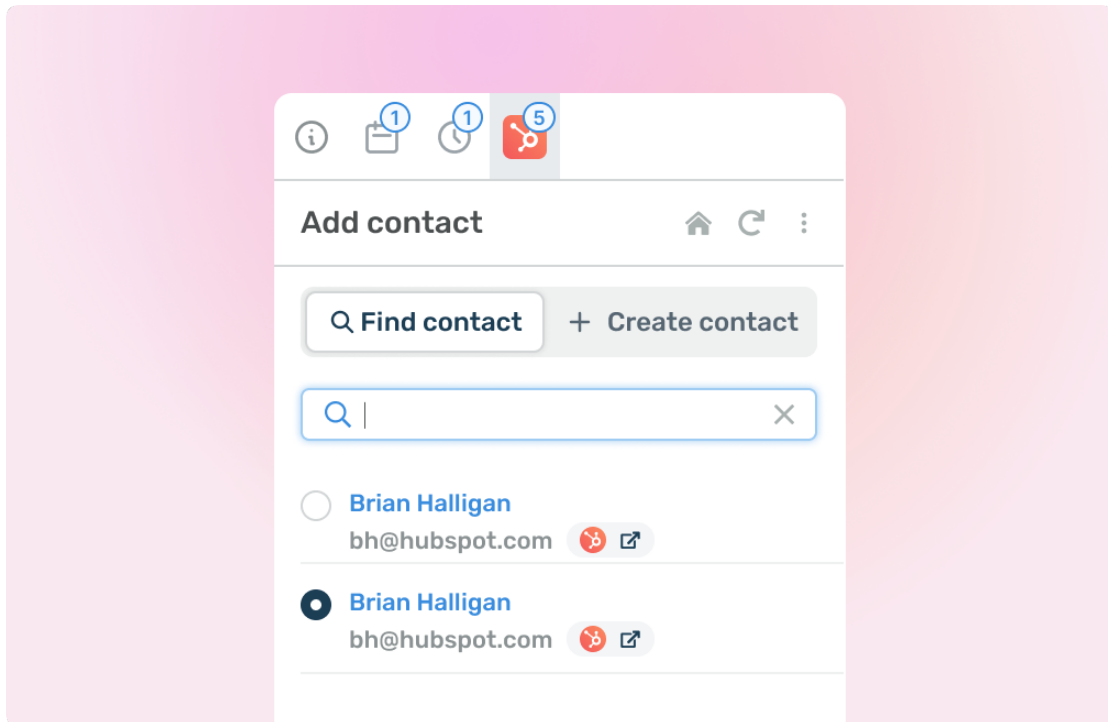 1 1 5
Add contact
Find contact + Create contact
Brian Halligan
bh@hubspot.com
Brian Halligan
bh@hubspot.com